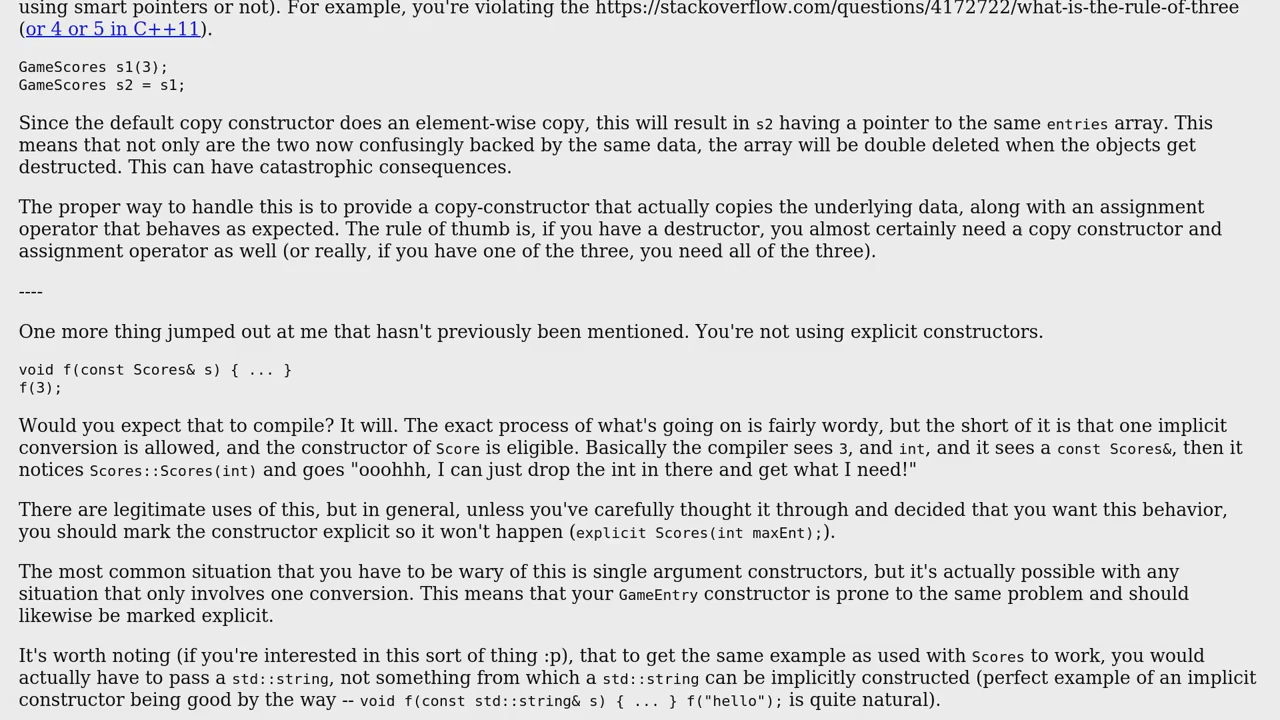 using smart pointers or not). For example, you're violating the https://stackoverflow.com/questions/4172722/what-is-the-rule-of-three
(or 4 or 5 in C++11).
GameScores s1(3);
GameScores s2 = s1;
Since the default copy constructor does an element-wise copy, this will result in s2 having a pointer to the same entries array. This
means that not only are the two now confusingly backed by the same data, the array will be double deleted when the objects get
destructed. This can have catastrophic consequences.
The proper way to handle this is to provide a copy-constructor that actually copies the underlying data, along with an assignment
operator that behaves as expected. The rule of thumb is, if you have a destructor, you almost certainly need a copy constructor and
assignment operator as well (or really, if you have one of the three, you need all of the three).
----
One more thing jumped out at me that hasn't previously been mentioned. You're not using explicit constructors.
void f(const Scores& s) { ... }
f(3);
Would you expect that to compile? It will. The exact process of what's going on is fairly wordy, but the short of it is that one implicit
conversion is allowed, and the constructor of Score is eligible. Basically the compiler sees 3, and int, and it sees a const Scores&, then it
notices Scores::Scores(int) and goes "ooohhh, I can just drop the int in there and get what I need!"
There are legitimate uses of this, but in general, unless you've carefully thought it through and decided that you want this behavior,
you should mark the constructor explicit so it won't happen (explicit Scores(int maxEnt);).
The most common situation that you have to be wary of this is single argument constructors, but it's actually possible with any
situation that only involves one conversion. This means that your GameEntry constructor is prone to the same problem and should
likewise be marked explicit.
It's worth noting (if you're interested in this sort of thing :p), that to get the same example as used with Scores to work, you would
actually have to pass a std::string, not something from which a std::string can be implicitly constructed (perfect example of an implicit
constructor being good by the way -- void f(const std::string& s) { ... } f("hello"); is quite natural).